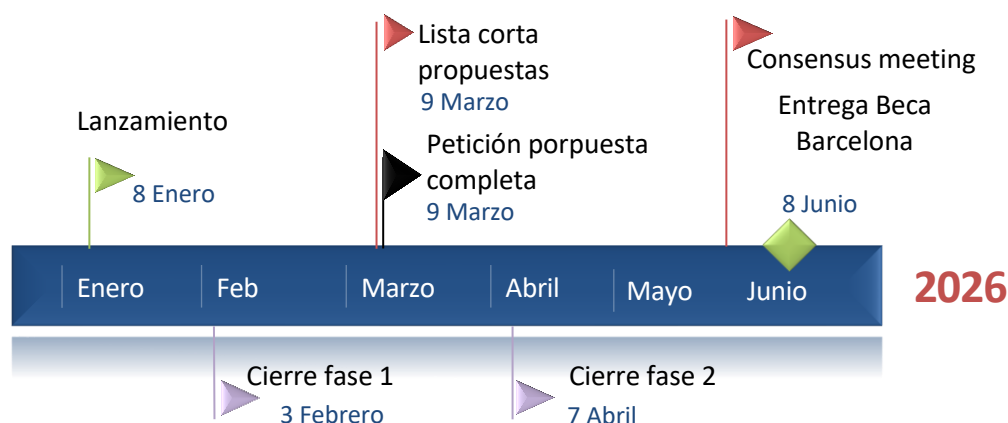 Lista corta
propuestas
9 Marzo
Consensus meeting
Entrega Beca
Barcelona
Lanzamiento
Petición porpuesta
completa
9 Marzo
8 Enero
8 Junio
Enero
Feb
Marzo
Abril
Mayo
Junio
2026
Cierre fase 1
3 Febrero
Cierre fase 2
7 Abril